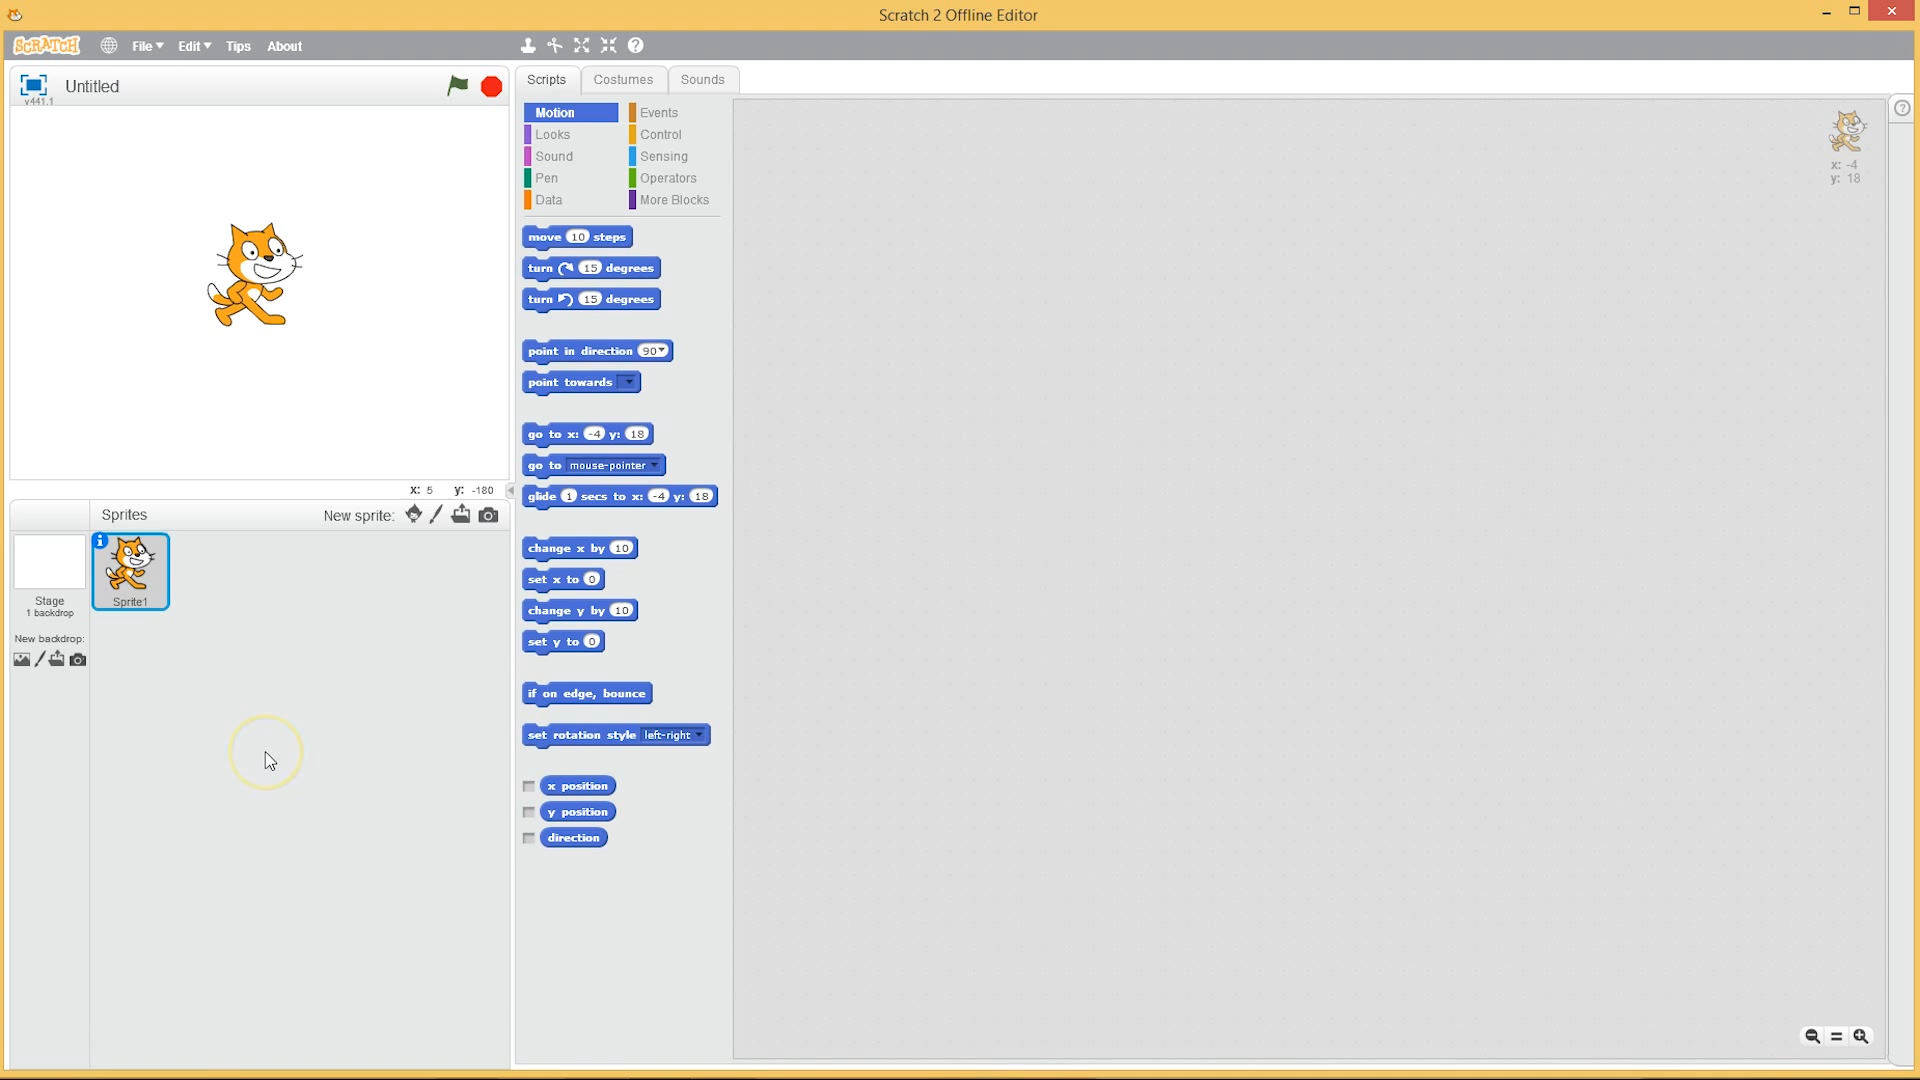 Scratch 2 Offline Editor
SCRATCH File Edit Tips About
v441.1
Untitled
x: 5 y: -180
Sprites New sprite:
Sprite1
Stage
1 backdrop
New backdrop:
Scripts Costumes Sounds
Motion Events
Looks Control
Sound Sensing
Pen Operators
Data More Blocks
move 10 steps
turn 15 degrees
turn 15 degrees
point in direction 90
point towards
go to x: -4 y: 18
go to mouse-pointer
glide 1 secs to x: -4 y: 18
change x by 10
set x to 0
change y by 10
set y to 0
if on edge, bounce
set rotation style left-right
x position
y position
direction
x: -4
y: 18